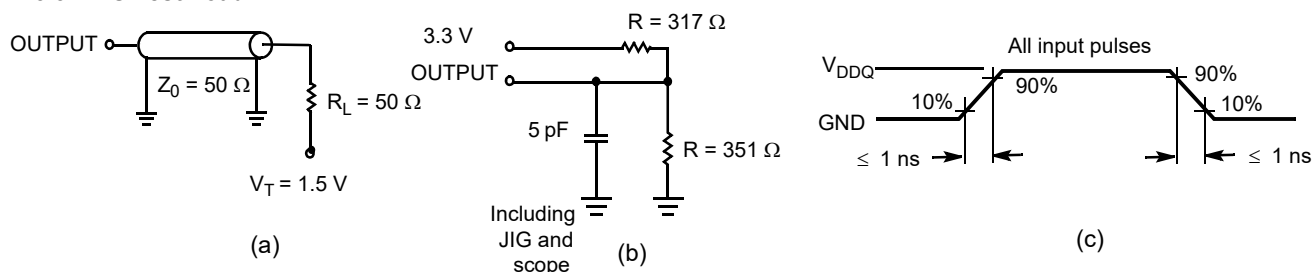 OUTPUT
Z0 = 50 Ω
RL = 50 Ω
VT = 1.5 V
(a)
R = 317 Ω
3.3 V
OUTPUT
5 pF
R = 351 Ω
Including
JIG and
scope
(b)
All input pulses
VDDQ
GND
10%
90%
90%
10%
≤ 1 ns
≤ 1 ns
(c)